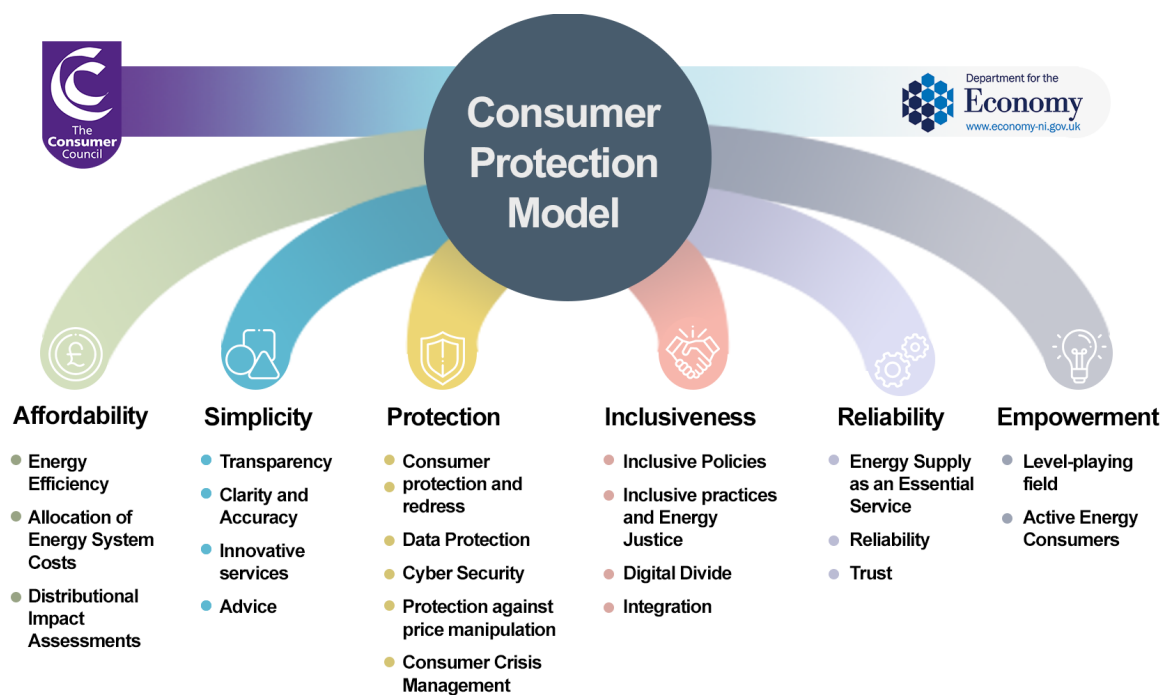 The
Consumer
Council
Consumer
Protection
Model
Department for the
Economy
www.economy-ni.gov.uk
£
Affordability
Energy
Efficiency
Allocation of
Energy System
Costs
Distributional
Impact
Assessments
Simplicity
Transparency
Clarity and
Accuracy
Innovative
services
Advice
Protection
Consumer
protection and
redress
Data Protection
Cyber Security
Protection against
price manipulation
Consumer Crisis
Management
Inclusiveness
Inclusive Policies
Inclusive practices
and Energy
Justice
Digital Divide
Integration
Reliability
Energy Supply
as an Essential
Service
Reliability
Trust
Empowerment
Level-playing
field
Active Energy
Consumers